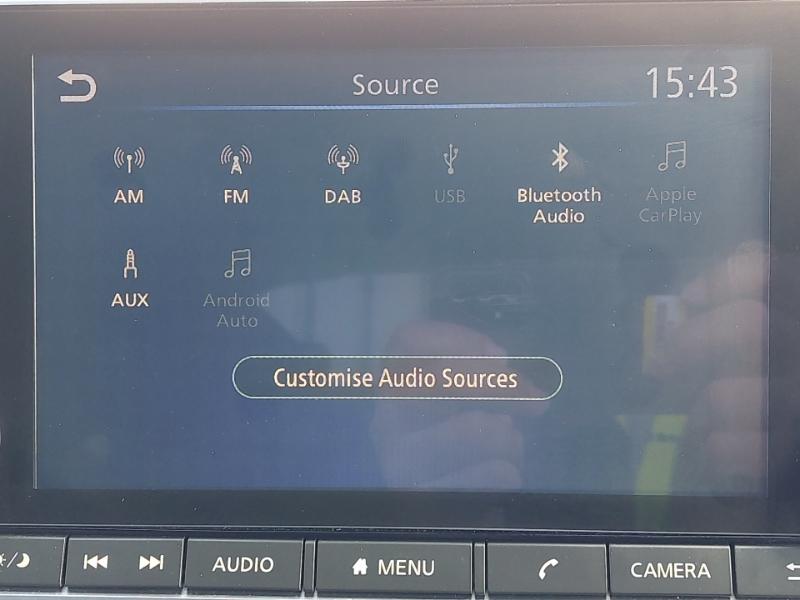 Source
15:43
AM
FM
DAB
USB
Bluetooth
Audio
Apple
CarPlay
AUX
Android
Auto
Customise Audio Sources
AUDIO
MENU
CAMERA